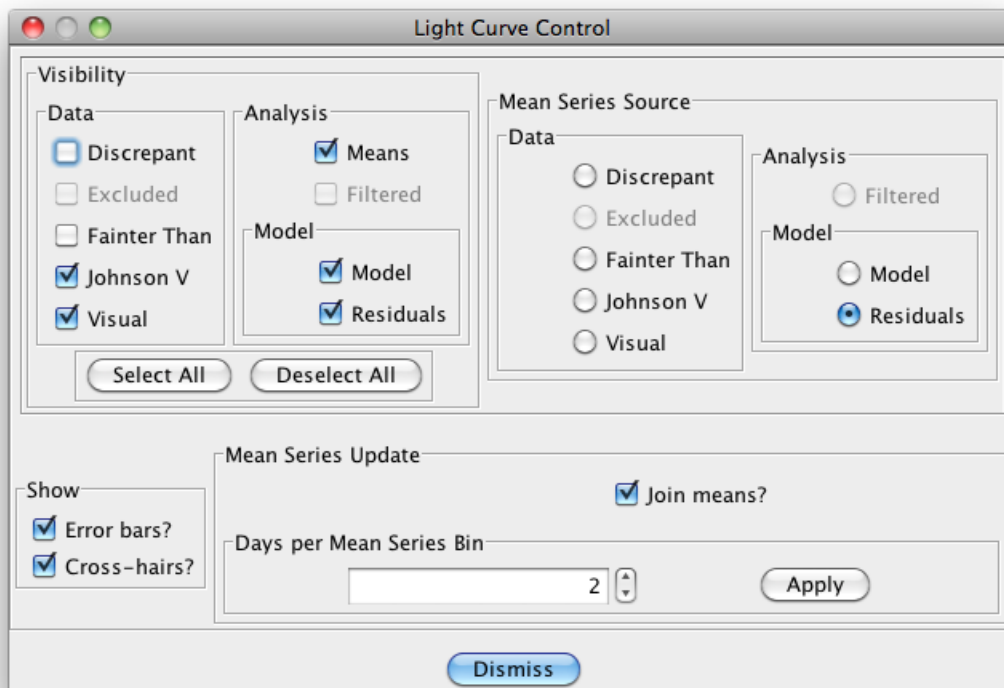 Light Curve Control
Visibility
Data
Discrepant
Excluded
Fainter Than
Johnson V
Visual
Analysis
Means
Filtered
Model
Model
Residuals
Select All
Deselect All
Mean Series Source
Data
Discrepant
Excluded
Fainter Than
Johnson V
Visual
Analysis
Filtered
Model
Model
Residuals
Show
Error bars?
Cross-hairs?
Mean Series Update
Join means?
Days per Mean Series Bin
2
Apply
Dismiss